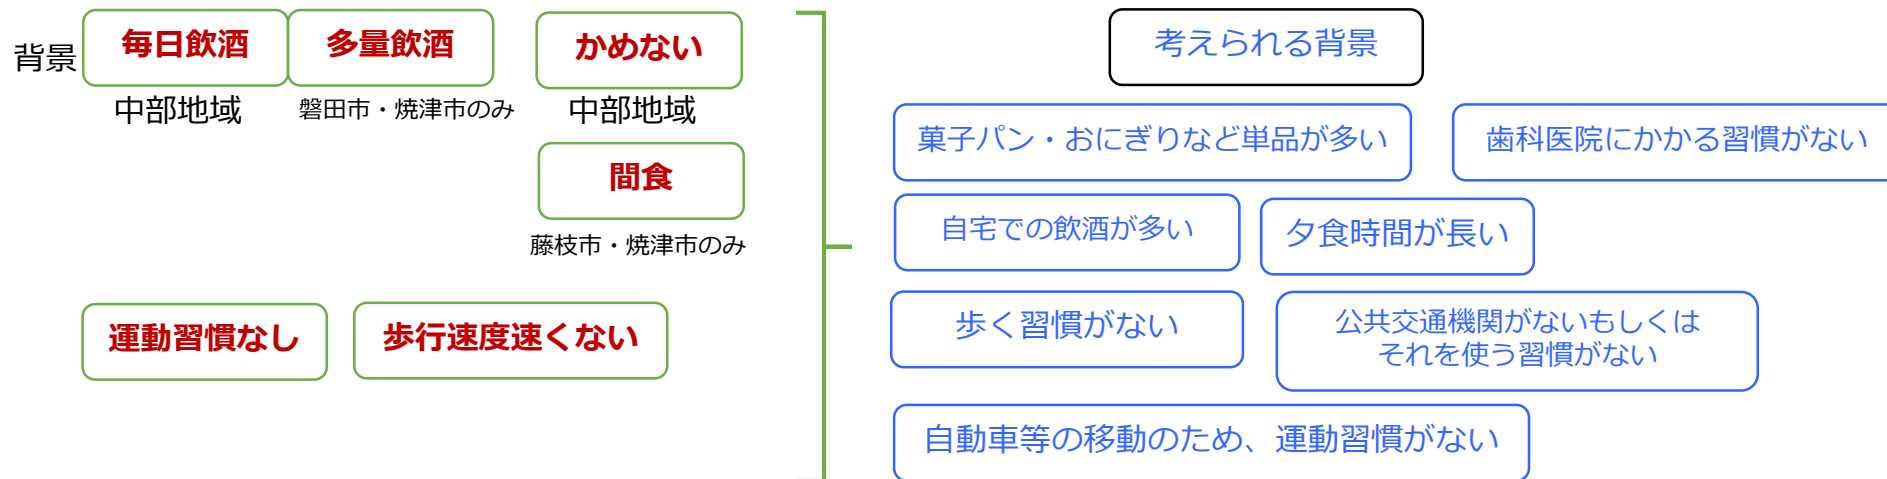 背景
毎日飲酒
多量飲酒
かめない
中部地域
磐田市・焼津市のみ
中部地域
間食
藤枝市・焼津市のみ
運動習慣なし
歩行速度速くない
考えられる背景
菓子パン・おにぎりなど単品が多い
歯科医院にかかる習慣がない
自宅での飲酒が多い
夕食時間が長い
歩く習慣がない
公共交通機関がないもしくは
それを使う習慣がない
自動車等の移動のため、運動習慣がない